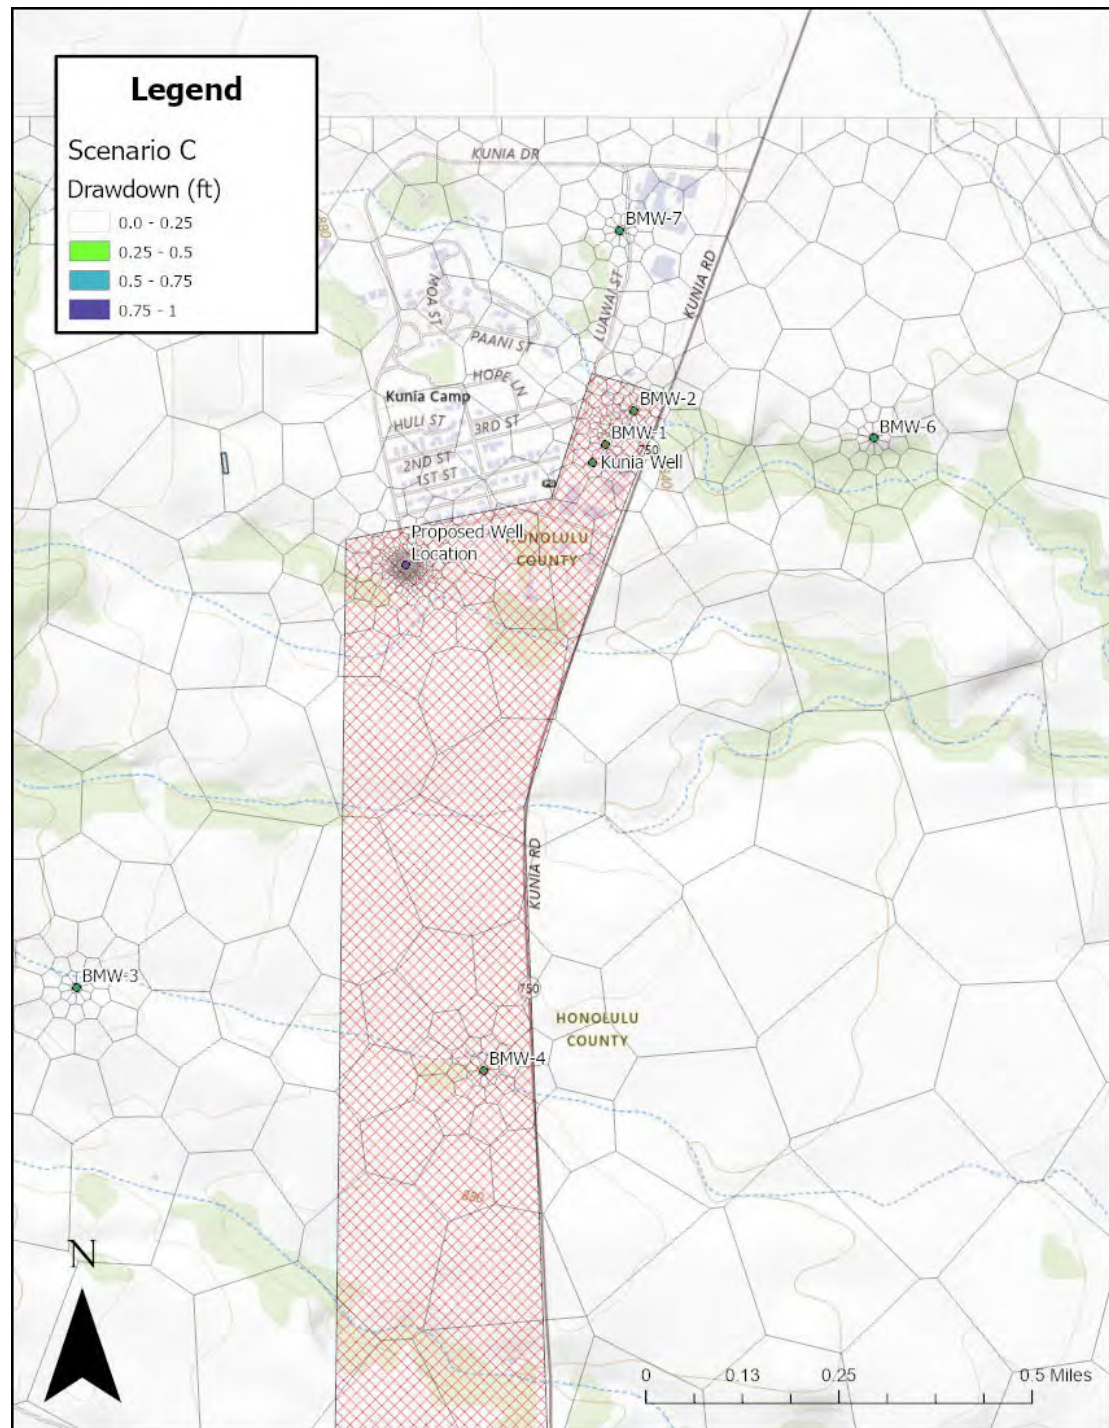 Legend
Scenario C
Drawdown (ft)
0.0 - 0.25
0.25 - 0.5
0.5 - 0.75
0.75 - 1
KUNIA DR
880
BMW-7
MOA ST
LUAWAI ST
KUNIA RD
PAANI ST
HOPE LN
Kunia Camp
BMW-2
HULI ST
3RD ST
BMW-1
750
BMW-6
2ND ST
Kunia Well
1ST ST
840
Proposed Well
Location
HONOLULU
COUNTY
KUNIA RD
BMW-3
750
HONOLULU
COUNTY
BMW-4
880
N
0 0.13 0.25 0.5 Miles